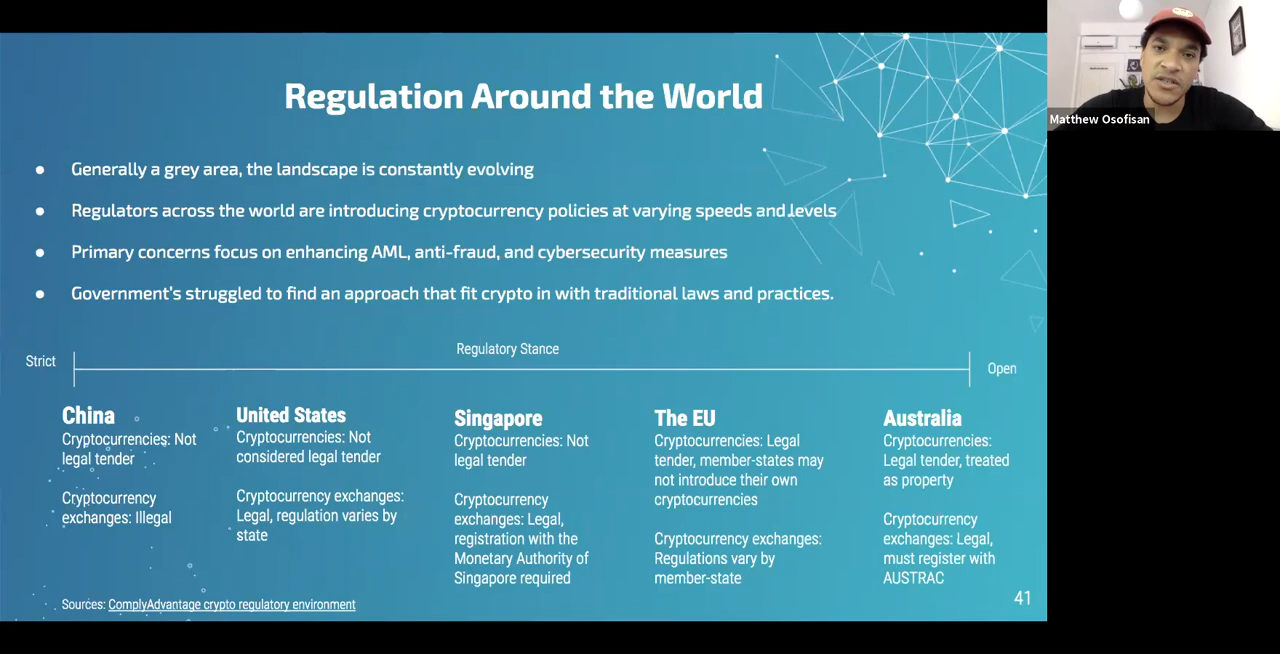 Regulation Around the World
● Generally a grey area, the landscape is constantly evolving
● Regulators across the world are introducing cryptocurrency policies at varying speeds and levels
● Primary concerns focus on enhancing AML, anti-fraud, and cybersecurity measures
● Government's struggled to find an approach that fit crypto in with traditional laws and practices.
Regulatory Stance
Strict
Open
China
Cryptocurrencies: Not
legal tender
Cryptocurrency
exchanges: Illegal
United States
Cryptocurrencies: Not
considered legal tender
Cryptocurrency exchanges:
Legal, regulation varies by
state
Singapore
Cryptocurrencies: Not
legal tender
Cryptocurrency
exchanges: Legal,
registration with the
Monetary Authority of
Singapore required
The EU
Cryptocurrencies: Legal
tender, member-states may
not introduce their own
cryptocurrencies
Cryptocurrency exchanges:
Regulations vary by
member-state
Australia
Cryptocurrencies:
Legal tender, treated
as property
Cryptocurrency
exchanges: Legal,
must register with
AUSTRAC
Sources: ComplyAdvantage crypto regulatory environment
41
Matthew Osofisan